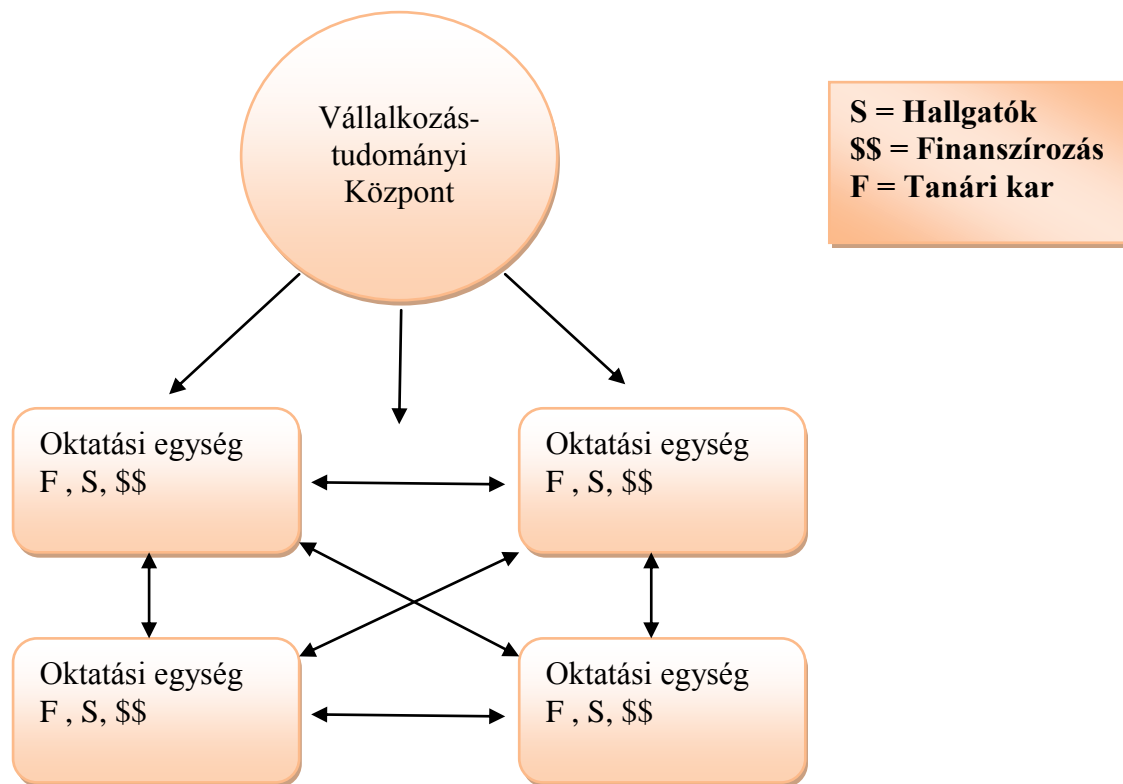 Vállalkozás-
tudományi
Központ
S = Hallgatók
$$ = Finanszírozás
F = Tanári kar
Oktatási egység
F , S, $$
Oktatási egység
F , S, $$
Oktatási egység
F , S, $$
Oktatási egység
F , S, $$